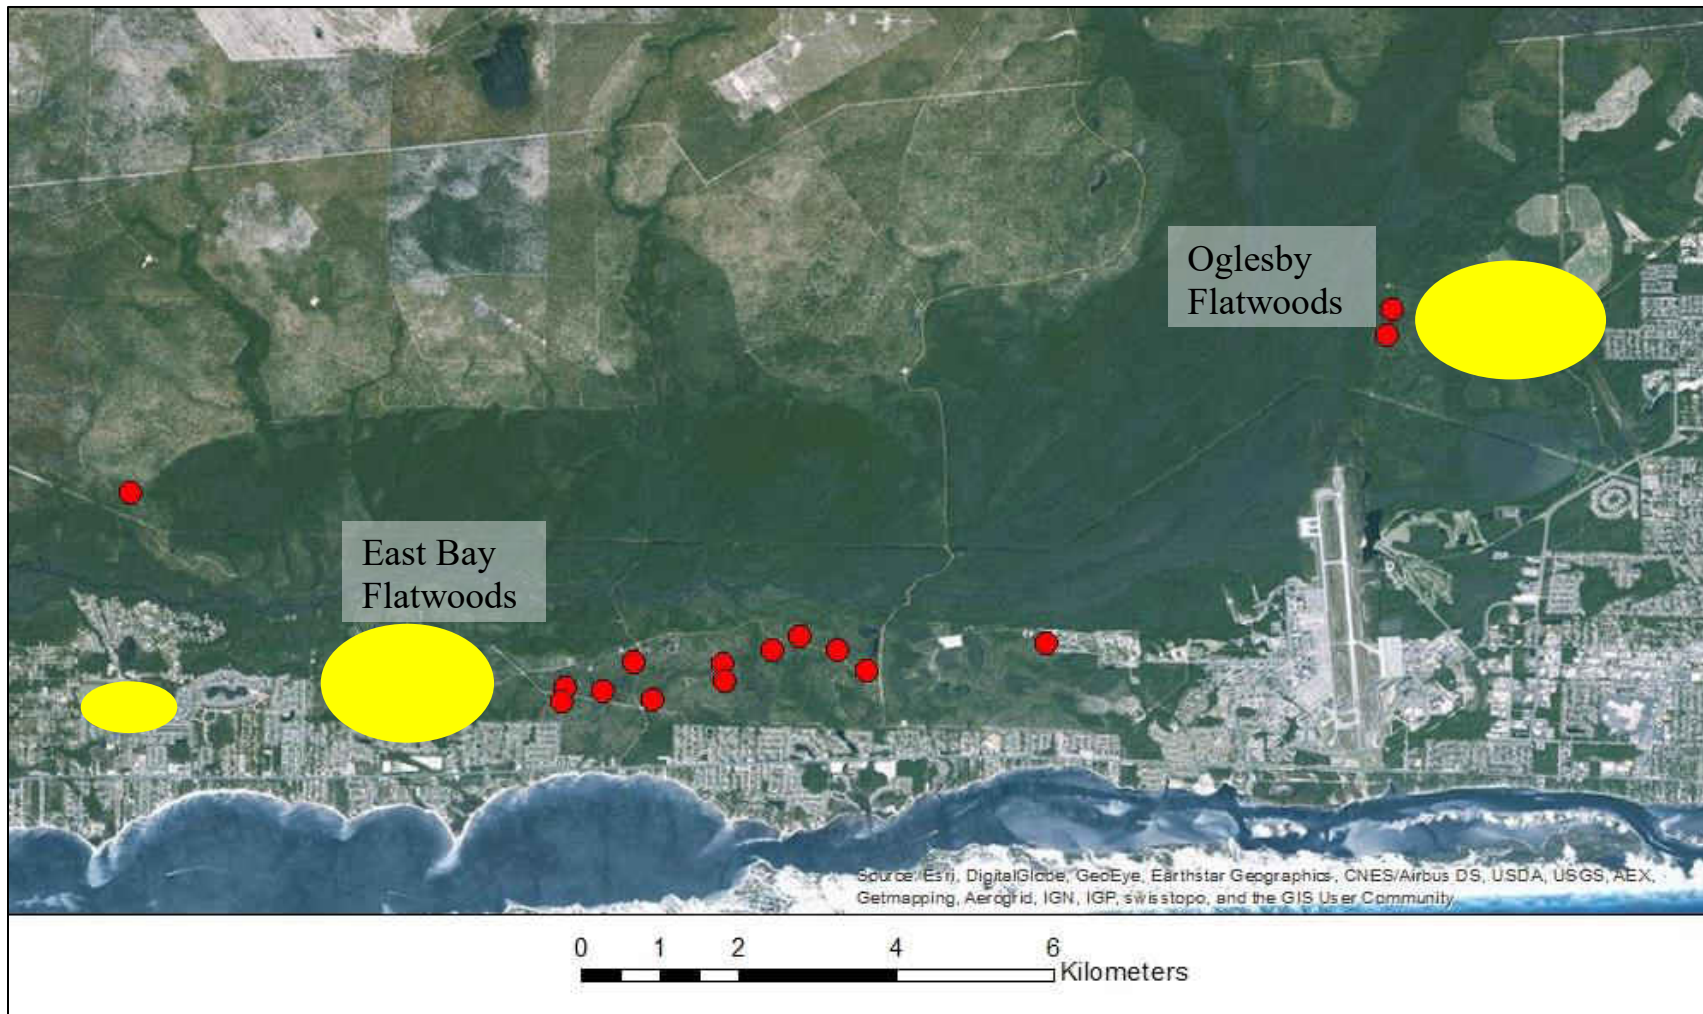 Oglesby
Flatwoods
East Bay
Flatwoods
Source: Esri, DigitalGlobe, GeoEye, Earthstar Geographics, CNES/Airbus DS, USDA, USGS, AEX,
Getmapping, Aerogrid, IGN, IGP, swisstopo, and the GIS User Community
0 1 2 4 6
Kilometers